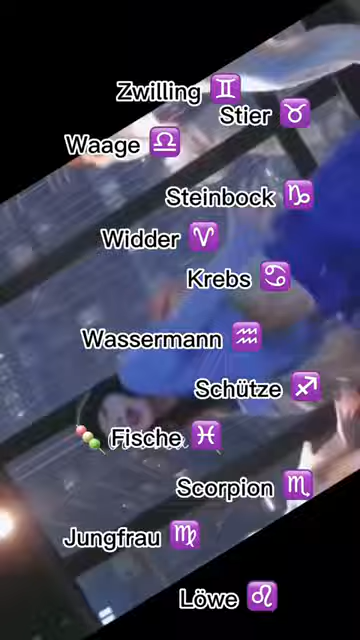 Zwilling ♊
Stier ♉
Waage ♎
Steinbock ♑
Widder ♈
Krebs ♋
Wassermann ♒
Schütze ♐
🍡 Fische ♓
Scorpion ♏
Jungfrau ♍
Löwe ♌